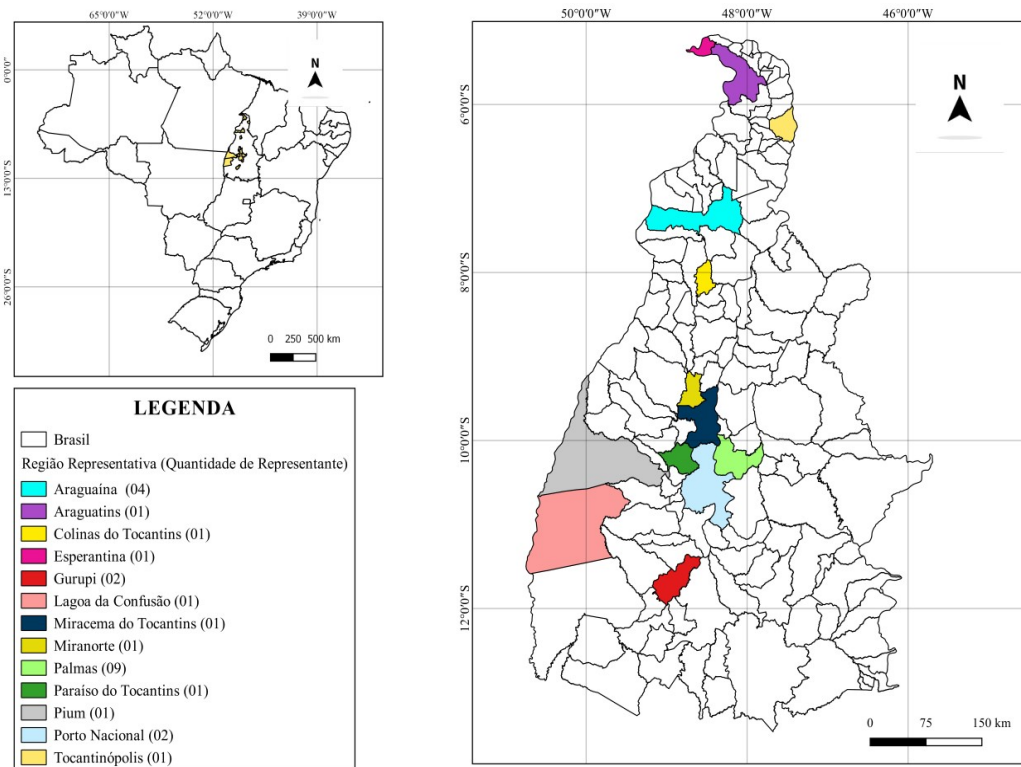 65°0'0"W 52°0'0"W 39°0'0"W
0°0'0"
13°0'0"S
26°0'0"S
N
0 250 500 km
LEGENDA
Brasil
Região Representativa (Quantidade de Representante)
Araguaína (04)
Araguatins (01)
Colinas do Tocantins (01)
Esperantina (01)
Gurupi (02)
Lagoa da Confusão (01)
Miracema do Tocantins (01)
Miranorte (01)
Palmas (09)
Paraíso do Tocantins (01)
Pium (01)
Porto Nacional (02)
Tocantinópolis (01)
50°0'0"W 48°0'0"W 46°0'0"W
6°0'0"S
8°0'0"S
10°0'0"S
12°0'0"S
N
0 75 150 km